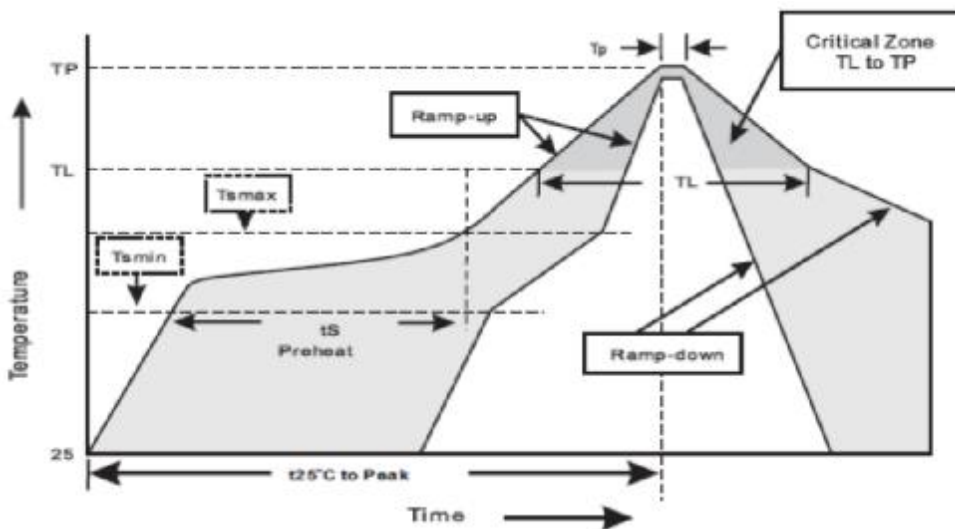 Tp
Critical Zone
TL to TP
TP
Ramp-up
TL
TL
Tsmax
Tsmin
Temperature
tS
Preheat
Ramp-down
25
t25°C to Peak
Time